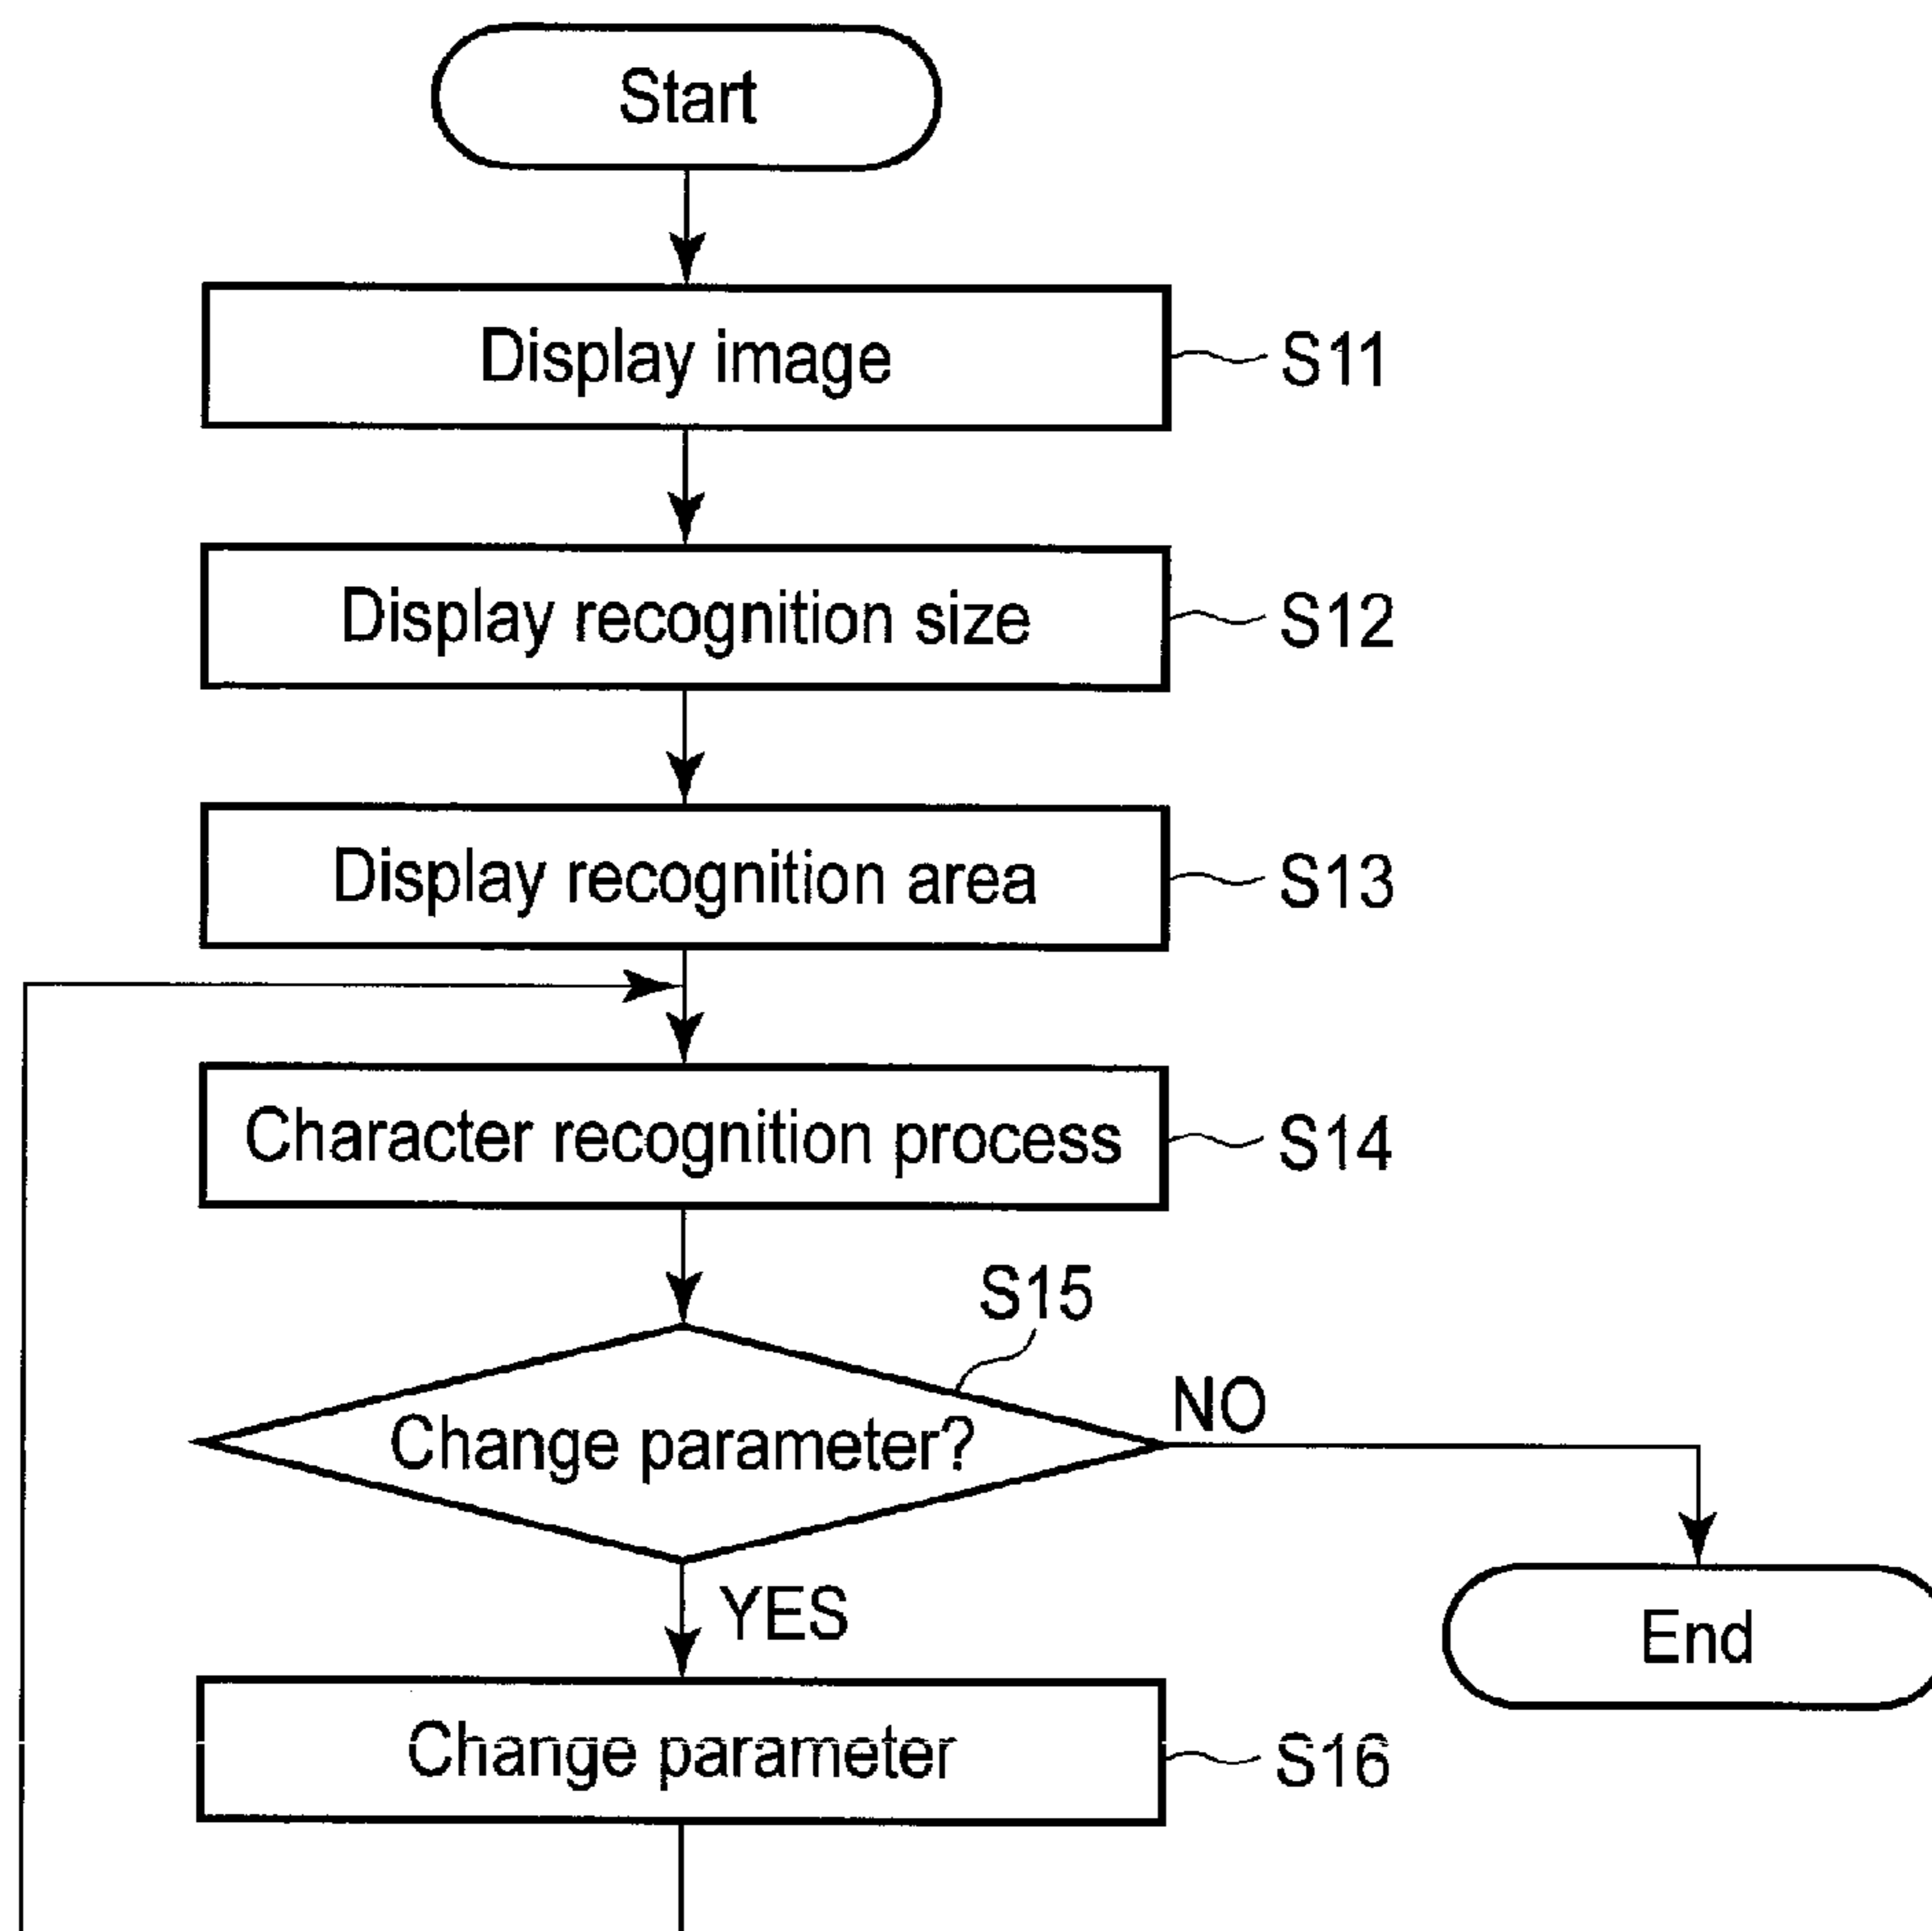 Start
Display image
S11
Display recognition size
S12
Display recognition area
S13
Character recognition process
S14
S15
Change parameter?
NO
YES
End
Change parameter
S16